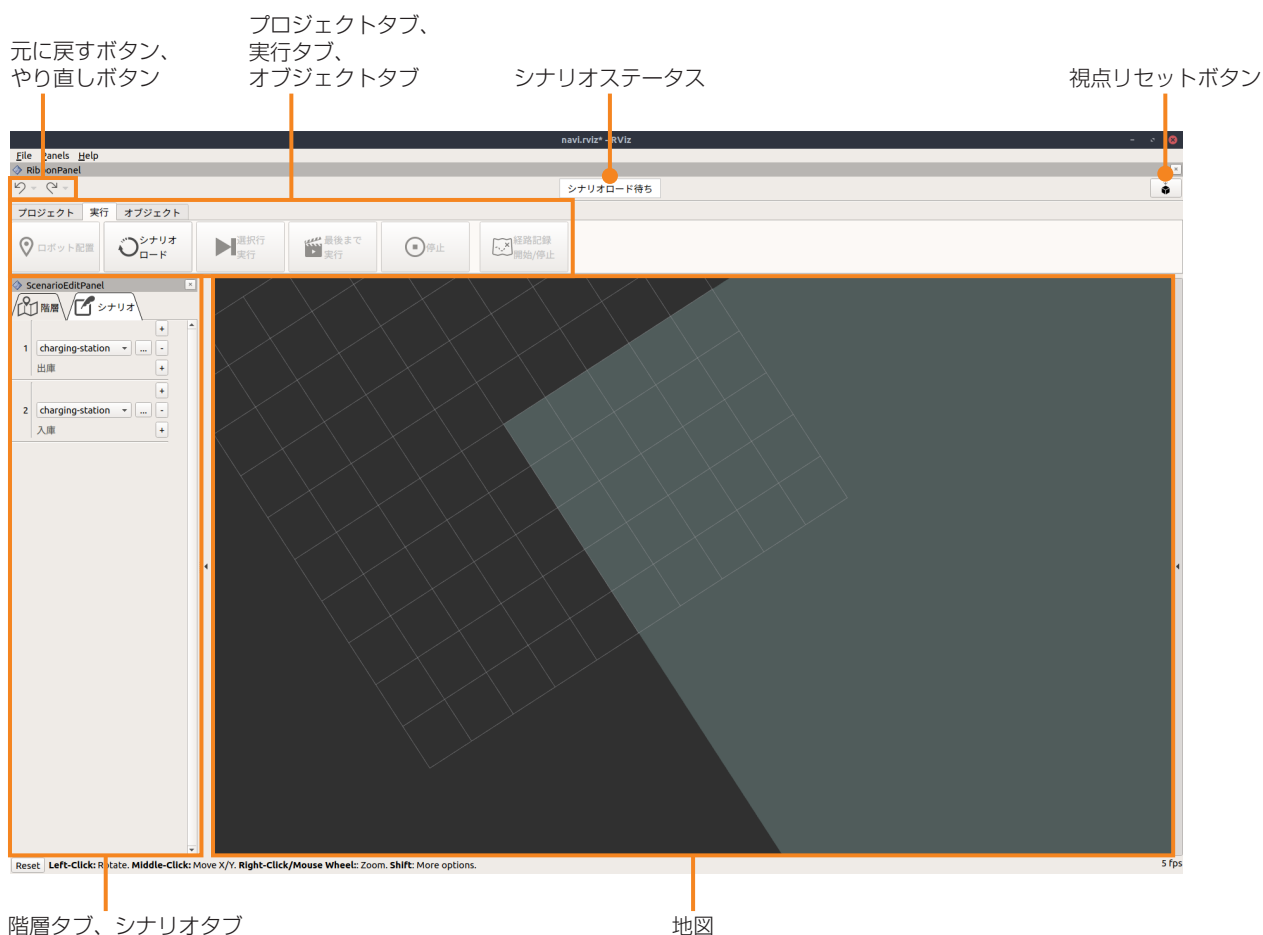 元に戻すボタン、
やり直しボタン
プロジェクトタブ、
実行タブ、
オブジェクトタブ
シナリオステータス
視点リセットボタン
navi.rviz* - RViz
File Panels Help
RibbonPanel
シナリオロード待ち
プロジェクト 実行 オブジェクト
ロボット配置
シナリオ
ロード
選択行
実行
最後まで
実行
停止
経路記録
開始/停止
ScenarioEditPanel
階層 シナリオ
+
1 charging-station ... -
出庫 +
+
2 charging-station ... -
入庫 +
Reset Left-Click: Rotate. Middle-Click: Move X/Y. Right-Click/Mouse Wheel:: Zoom. Shift: More options.
5 fps
階層タブ、シナリオタブ
地図